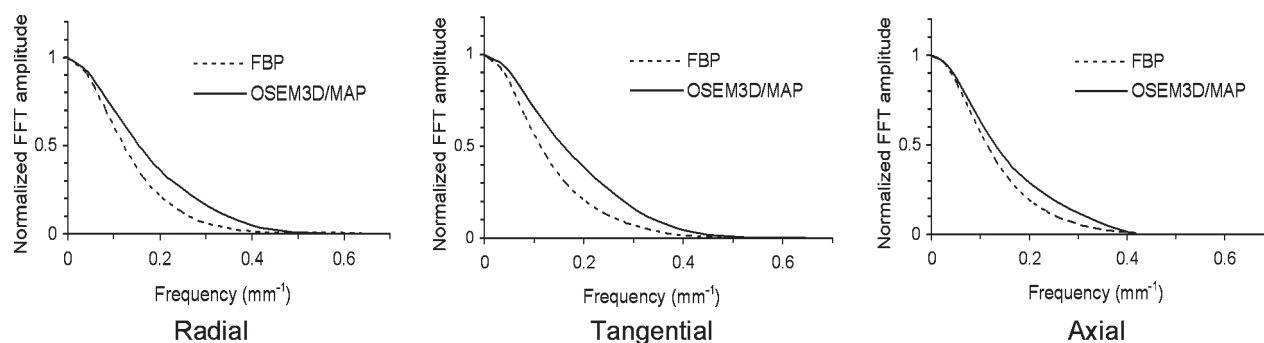 Normalized FFT amplitude
1
0.5
0
FBP
OSEM3D/MAP
0 0.2 0.4 0.6
Frequency (mm⁻¹)
Radial
Normalized FFT amplitude
1
0.5
0
FBP
OSEM3D/MAP
0 0.2 0.4 0.6
Frequency (mm⁻¹)
Tangential
Normalized FFT amplitude
1
0.5
0
FBP
OSEM3D/MAP
0 0.2 0.4 0.6
Frequency (mm⁻¹)
Axial